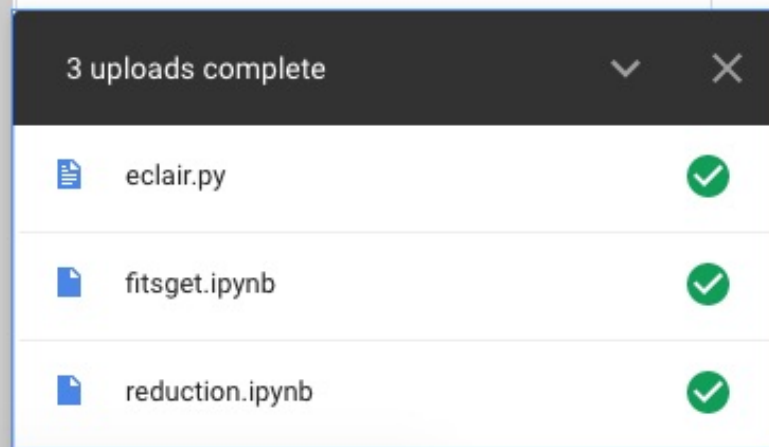 3 uploads complete
eclair.py
fitsget.ipynb
reduction.ipynb